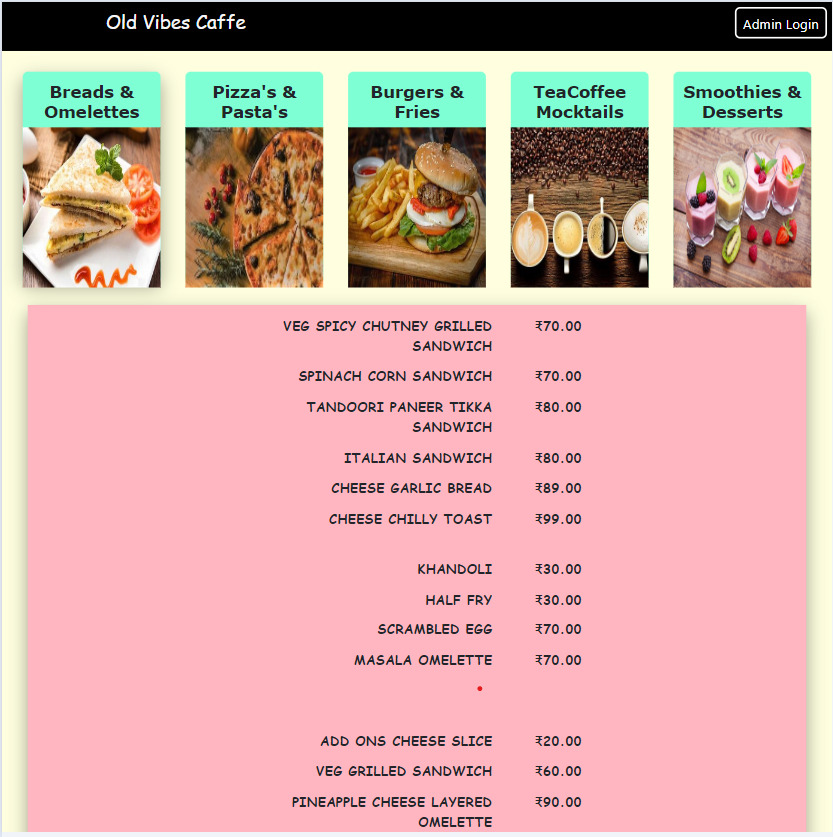 Old Vibes Caffe
Admin Login
Breads &
Omelettes
Pizza's &
Pasta's
Burgers &
Fries
TeaCoffee
Mocktails
Smoothies &
Desserts
VEG SPICY CHUTNEY GRILLED SANDWICH ₹70.00
SPINACH CORN SANDWICH ₹70.00
TANDOORI PANEER TIKKA SANDWICH ₹80.00
ITALIAN SANDWICH ₹80.00
CHEESE GARLIC BREAD ₹89.00
CHEESE CHILLY TOAST ₹99.00
KHANDOLI ₹30.00
HALF FRY ₹30.00
SCRAMBLED EGG ₹70.00
MASALA OMELETTE ₹70.00
ADD ONS CHEESE SLICE ₹20.00
VEG GRILLED SANDWICH ₹60.00
PINEAPPLE CHEESE LAYERED OMELETTE ₹90.00